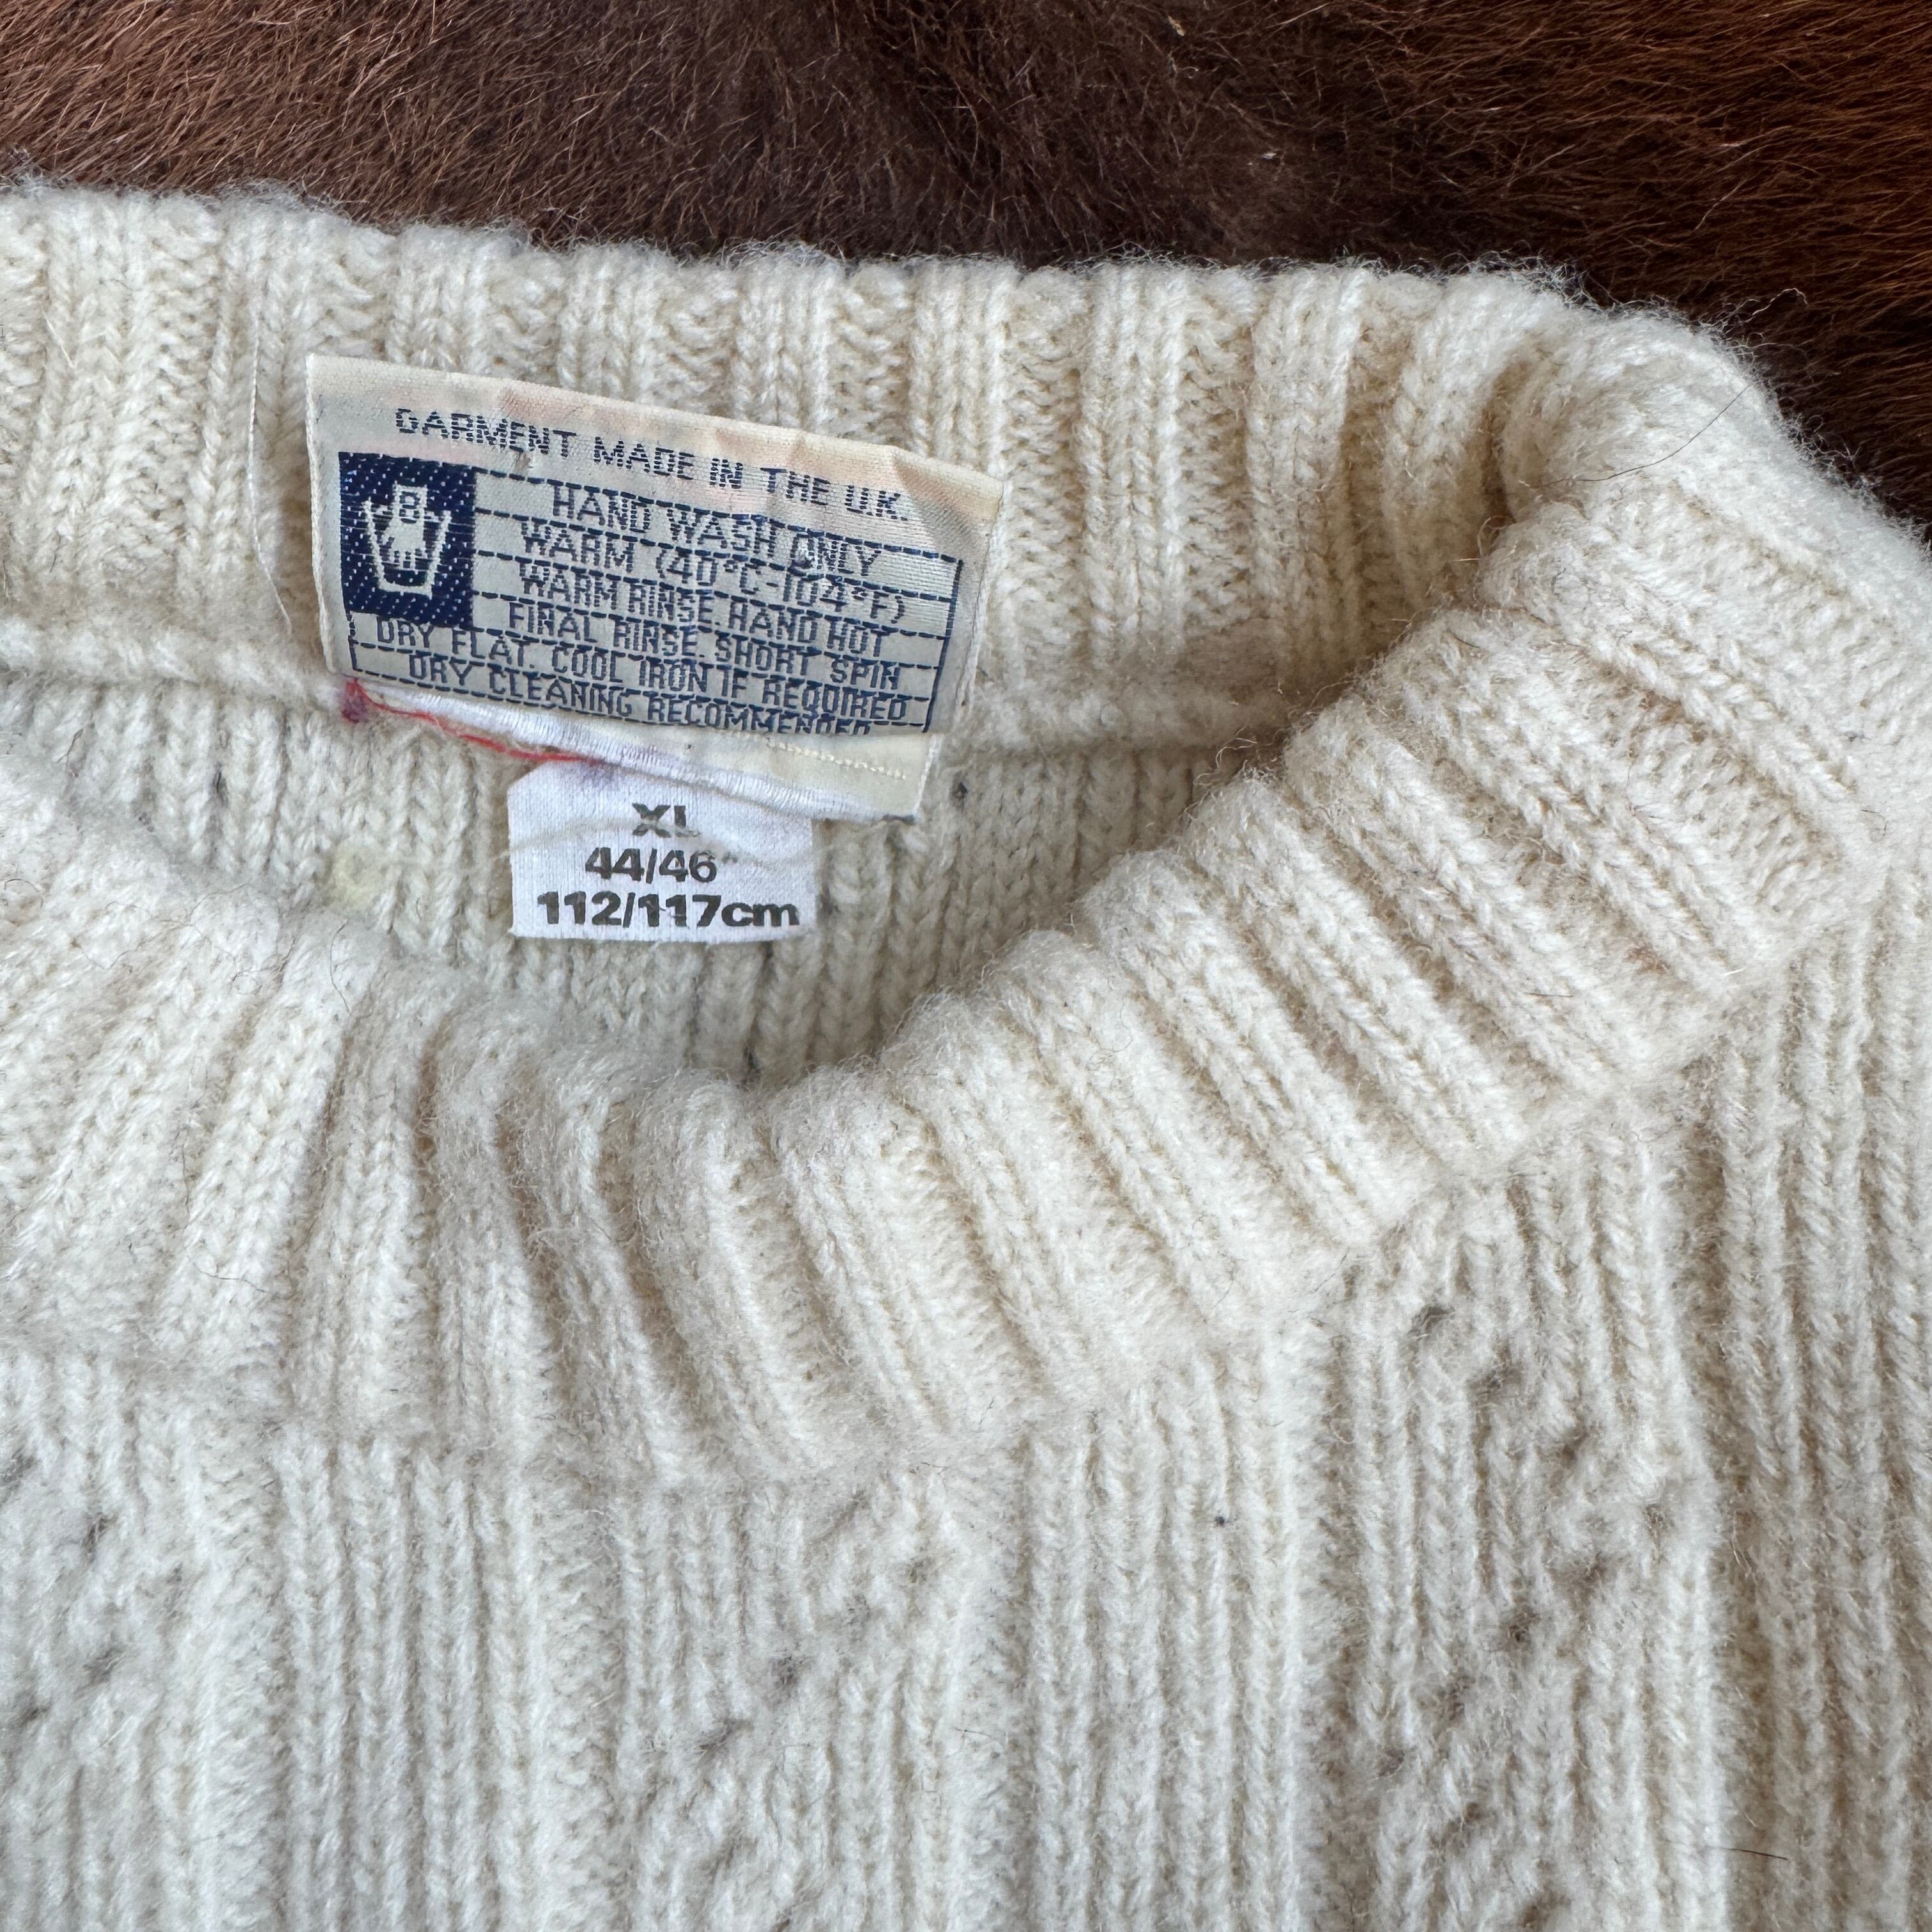 GARMENT MADE IN THE U.K.
8
HAND WASH ONLY
WARM (40°C-104°F)
WARM RINSE. HAND HOT
FINAL RINSE. SHORT SPIN
DRY FLAT. COOL IRON IF REQUIRED
DRY CLEANING RECOMMENDED
XL
44/46"
112/117cm